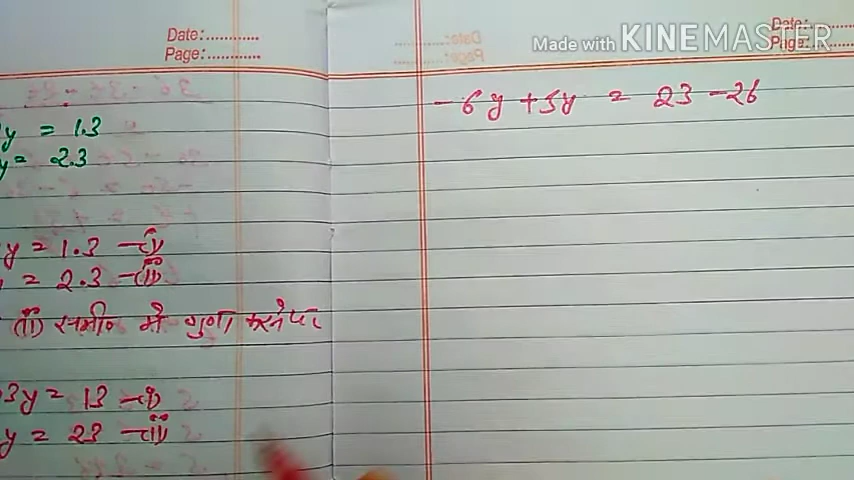 Date:............
Page:.............
Made with KINEMASTER
Date:............
Page:............
y = 1.3
y = 2.3
y = 1.3 –(i)
= 2.3 –(ii)
(ii) समी० में गुणा करने पर
3y = 13 –(i)
y = 23 –(ii)
- 6y + 5y = 23 - 26